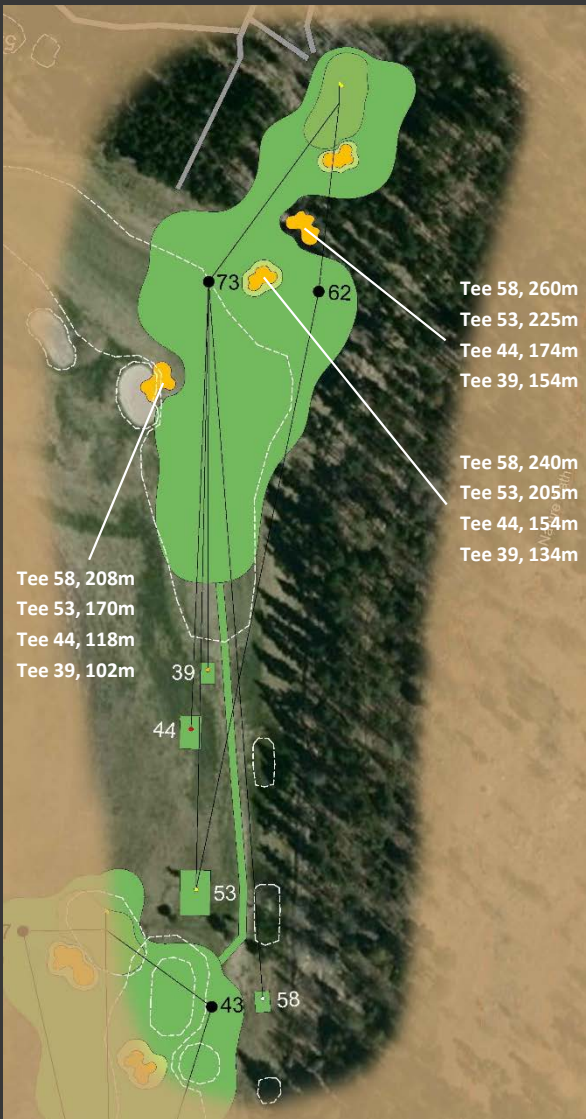 73
62
Tee 58, 260m
Tee 53, 225m
Tee 44, 174m
Tee 39, 154m
Tee 58, 240m
Tee 53, 205m
Tee 44, 154m
Tee 39, 134m
Tee 58, 208m
Tee 53, 170m
Tee 44, 118m
Tee 39, 102m
39
44
53
7
43
58